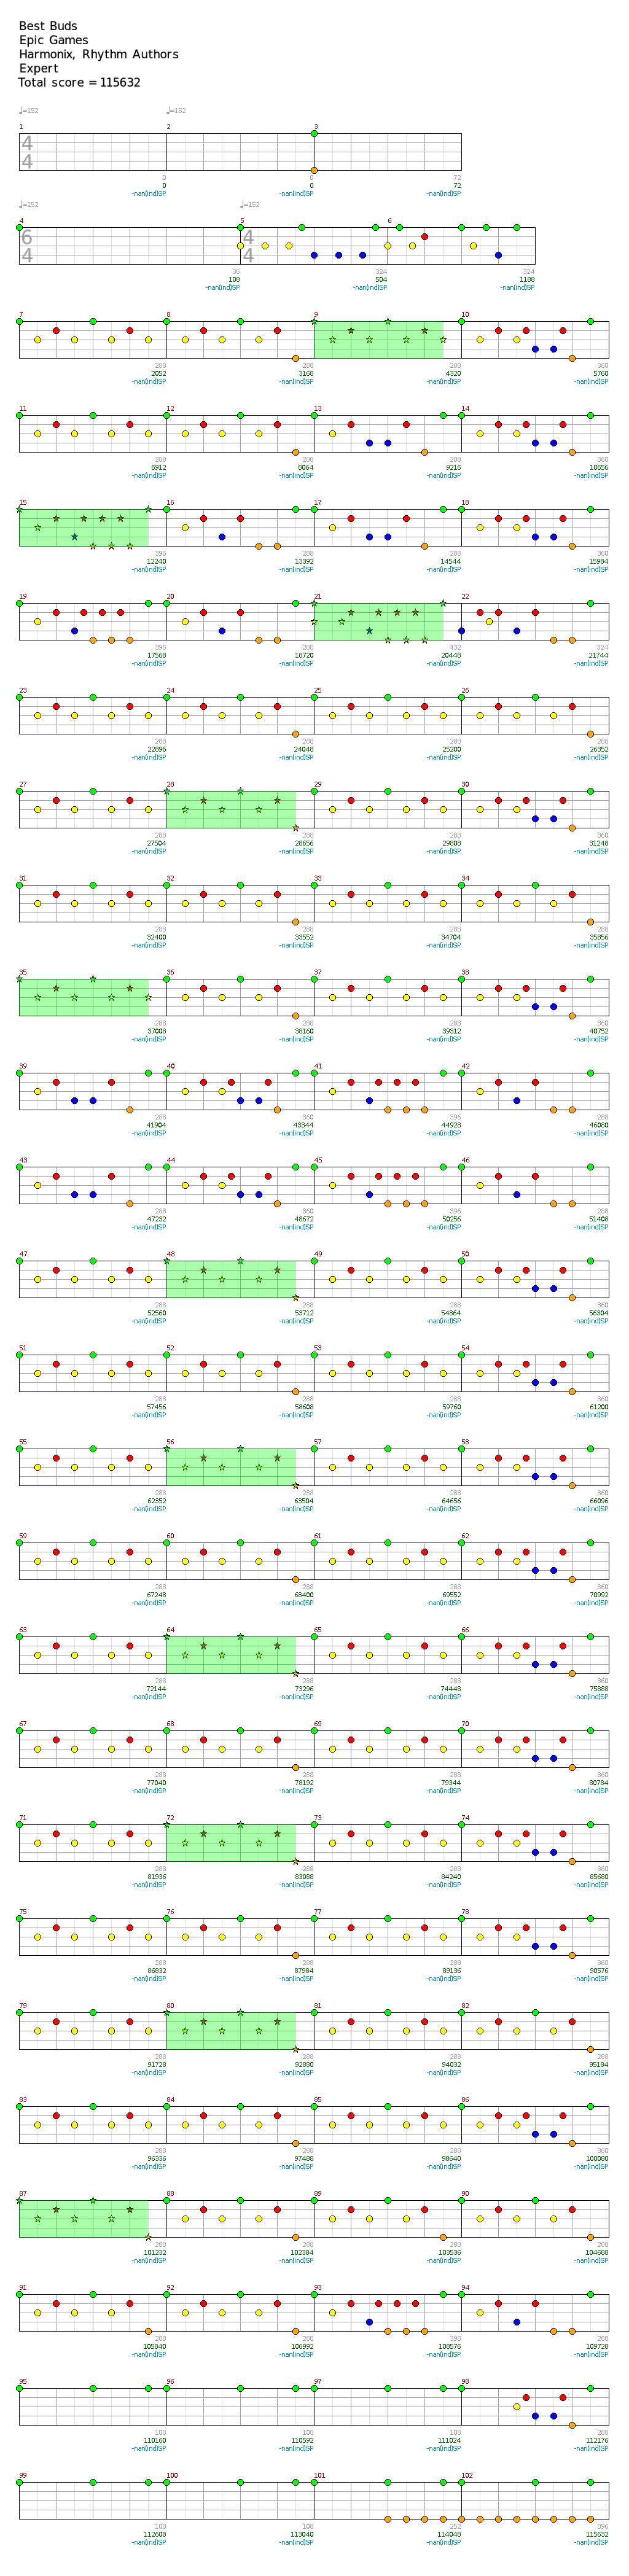 Best Buds
Epic Games
Harmonix, Rhythm Authors
Expert
Total score = 115632
♩=152 ♩=152
1 2 3
4
4
0 0 72
0 0 72
-nan(ind)SP -nan(ind)SP -nan(ind)SP
♩=152 ♩=152
4 5 6
6 4
4 4
36 324 324
108 504 1188
-nan(ind)SP -nan(ind)SP -nan(ind)SP
7 8 9 10
288 288 288 360
2052 3168 4320 5760
-nan(ind)SP -nan(ind)SP -nan(ind)SP -nan(ind)SP
11 12 13 14
288 288 288 360
6912 8064 9216 10656
-nan(ind)SP -nan(ind)SP -nan(ind)SP -nan(ind)SP
15 16 17 18
396 288 288 360
12240 13392 14544 15984
-nan(ind)SP -nan(ind)SP -nan(ind)SP -nan(ind)SP
19 20 21 22
396 288 432 324
17568 18720 20448 21744
-nan(ind)SP -nan(ind)SP -nan(ind)SP -nan(ind)SP
23 24 25 26
288 288 288 288
22896 24048 25200 26352
-nan(ind)SP -nan(ind)SP -nan(ind)SP -nan(ind)SP
27 28 29 30
288 288 288 360
27504 28656 29808 31248
-nan(ind)SP -nan(ind)SP -nan(ind)SP -nan(ind)SP
31 32 33 34
288 288 288 288
32400 33552 34704 35856
-nan(ind)SP -nan(ind)SP -nan(ind)SP -nan(ind)SP
35 36 37 38
288 288 288 360
37008 38160 39312 40752
-nan(ind)SP -nan(ind)SP -nan(ind)SP -nan(ind)SP
39 40 41 42
288 360 396 288
41904 43344 44928 46080
-nan(ind)SP -nan(ind)SP -nan(ind)SP -nan(ind)SP
43 44 45 46
288 360 396 288
47232 48672 50256 51408
-nan(ind)SP -nan(ind)SP -nan(ind)SP -nan(ind)SP
47 48 49 50
288 288 288 360
52560 53712 54864 56304
-nan(ind)SP -nan(ind)SP -nan(ind)SP -nan(ind)SP
51 52 53 54
288 288 288 360
57456 58608 59760 61200
-nan(ind)SP -nan(ind)SP -nan(ind)SP -nan(ind)SP
55 56 57 58
288 288 288 360
62352 63504 64656 66096
-nan(ind)SP -nan(ind)SP -nan(ind)SP -nan(ind)SP
59 60 61 62
288 288 288 360
67248 68400 69552 70992
-nan(ind)SP -nan(ind)SP -nan(ind)SP -nan(ind)SP
63 64 65 66
288 288 288 360
72144 73296 74448 75888
-nan(ind)SP -nan(ind)SP -nan(ind)SP -nan(ind)SP
67 68 69 70
288 288 288 360
77040 78192 79344 80784
-nan(ind)SP -nan(ind)SP -nan(ind)SP -nan(ind)SP
71 72 73 74
288 288 288 360
81936 83088 84240 85680
-nan(ind)SP -nan(ind)SP -nan(ind)SP -nan(ind)SP
75 76 77 78
288 288 288 360
86832 87984 89136 90576
-nan(ind)SP -nan(ind)SP -nan(ind)SP -nan(ind)SP
79 80 81 82
288 288 288 288
91728 92880 94032 95184
-nan(ind)SP -nan(ind)SP -nan(ind)SP -nan(ind)SP
83 84 85 86
288 288 288 360
96336 97488 98640 100080
-nan(ind)SP -nan(ind)SP -nan(ind)SP -nan(ind)SP
87 88 89 90
288 288 288 288
101232 102384 103536 104688
-nan(ind)SP -nan(ind)SP -nan(ind)SP -nan(ind)SP
91 92 93 94
288 288 396 288
105840 106992 108576 109728
-nan(ind)SP -nan(ind)SP -nan(ind)SP -nan(ind)SP
95 96 97 98
108 108 108 288
110160 110592 111024 112176
-nan(ind)SP -nan(ind)SP -nan(ind)SP -nan(ind)SP
99 100 101 102
108 108 252 396
112608 113040 114048 115632
-nan(ind)SP -nan(ind)SP -nan(ind)SP -nan(ind)SP